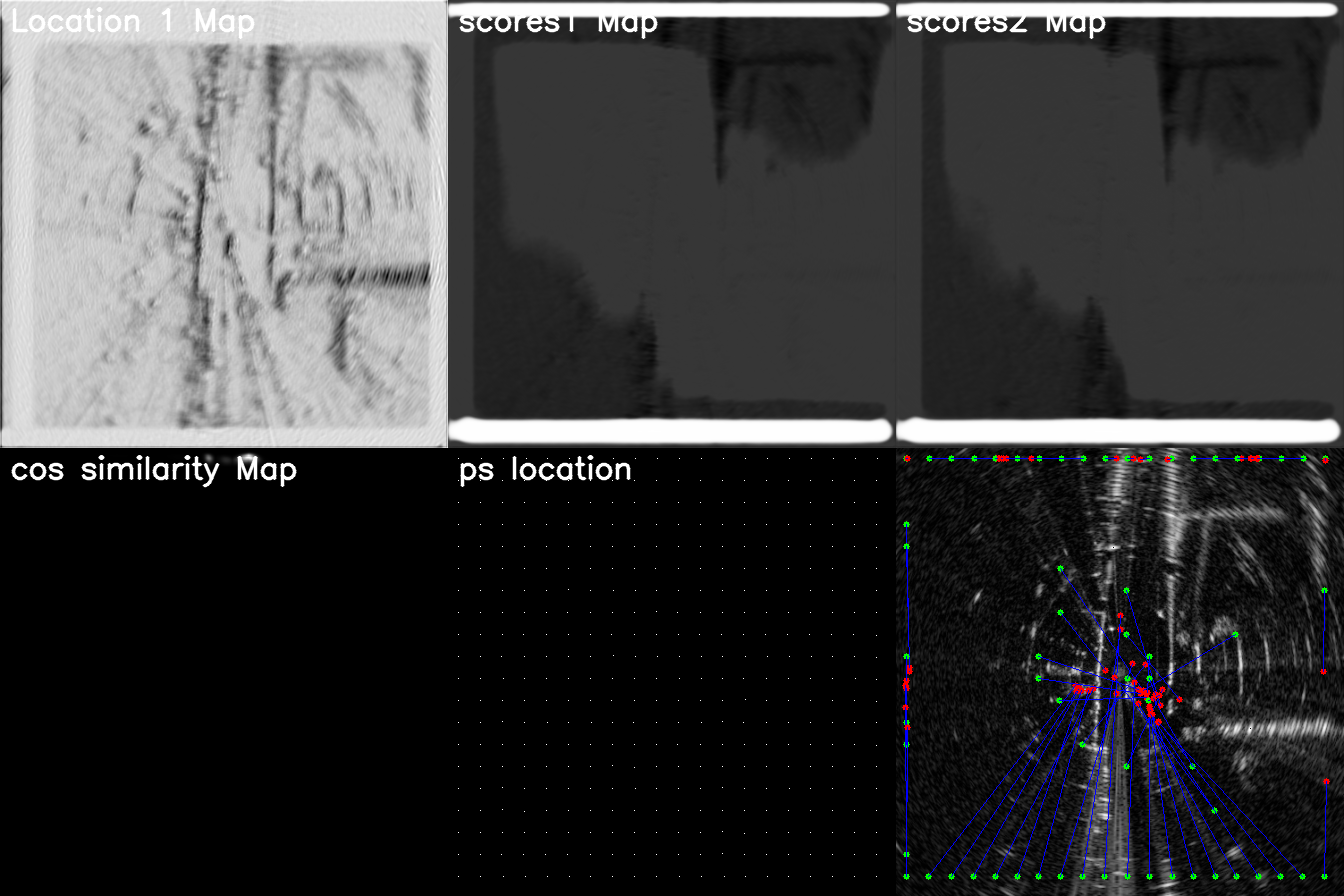 Location 1 Map
scores1 Map
scores2 Map
cos similarity Map
ps location